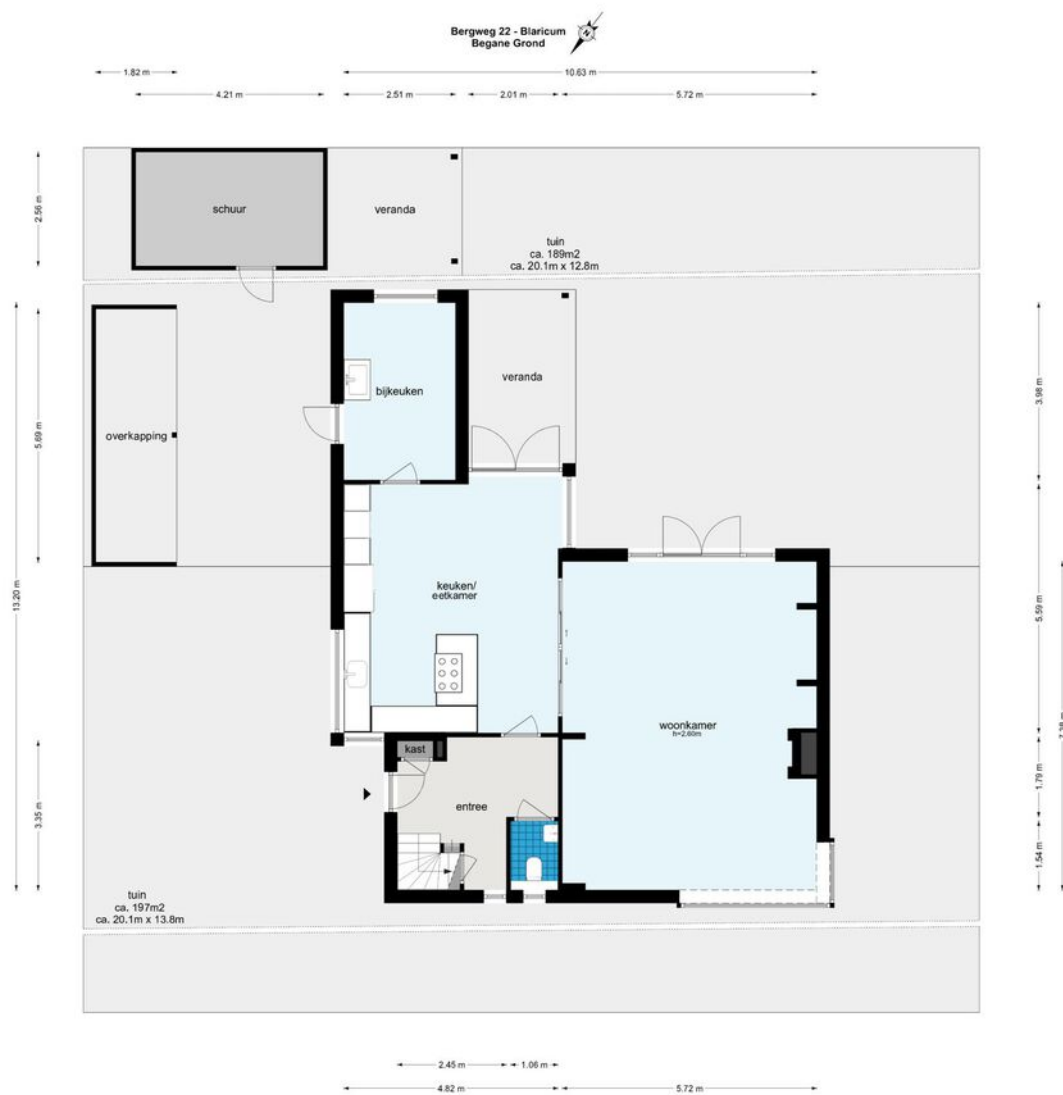 Bergweg 22 - Blaricum
Begane Grond
N
1.82 m
10.63 m
4.21 m
2.51 m
2.01 m
5.72 m
2.56 m
schuur
veranda
tuin
ca. 189m2
ca. 20.1m x 12.8m
13.20 m
5.69 m
3.35 m
overkapping
bijkeuken
veranda
keuken/
eetkamer
woonkamer
h=2.60m
kast
entree
tuin
ca. 197m2
ca. 20.1m x 13.8m
3.98 m
5.59 m
1.79 m
1.54 m
7.28 m
2.45 m
1.06 m
4.82 m
5.72 m